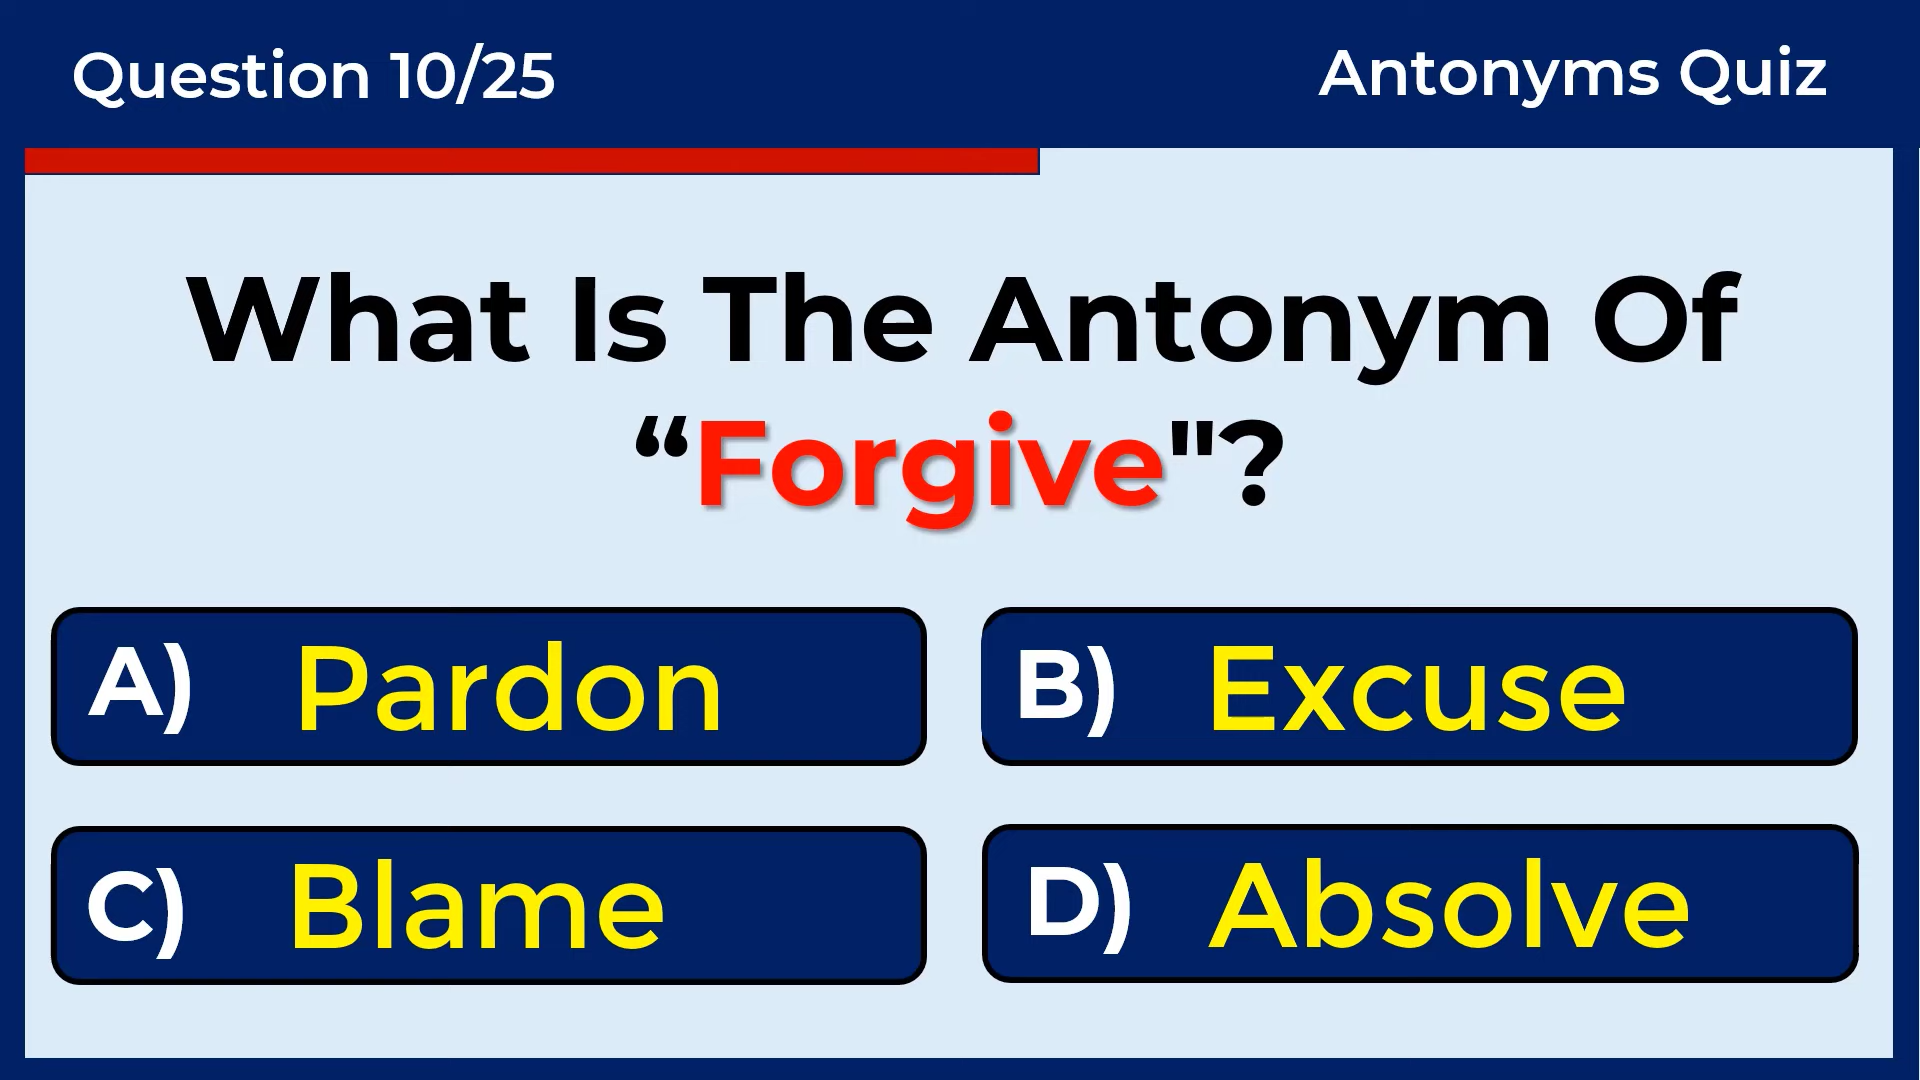 Question 10/25
Antonyms Quiz
What Is The Antonym Of
“Forgive"?
A) Pardon
B) Excuse
C) Blame
D) Absolve